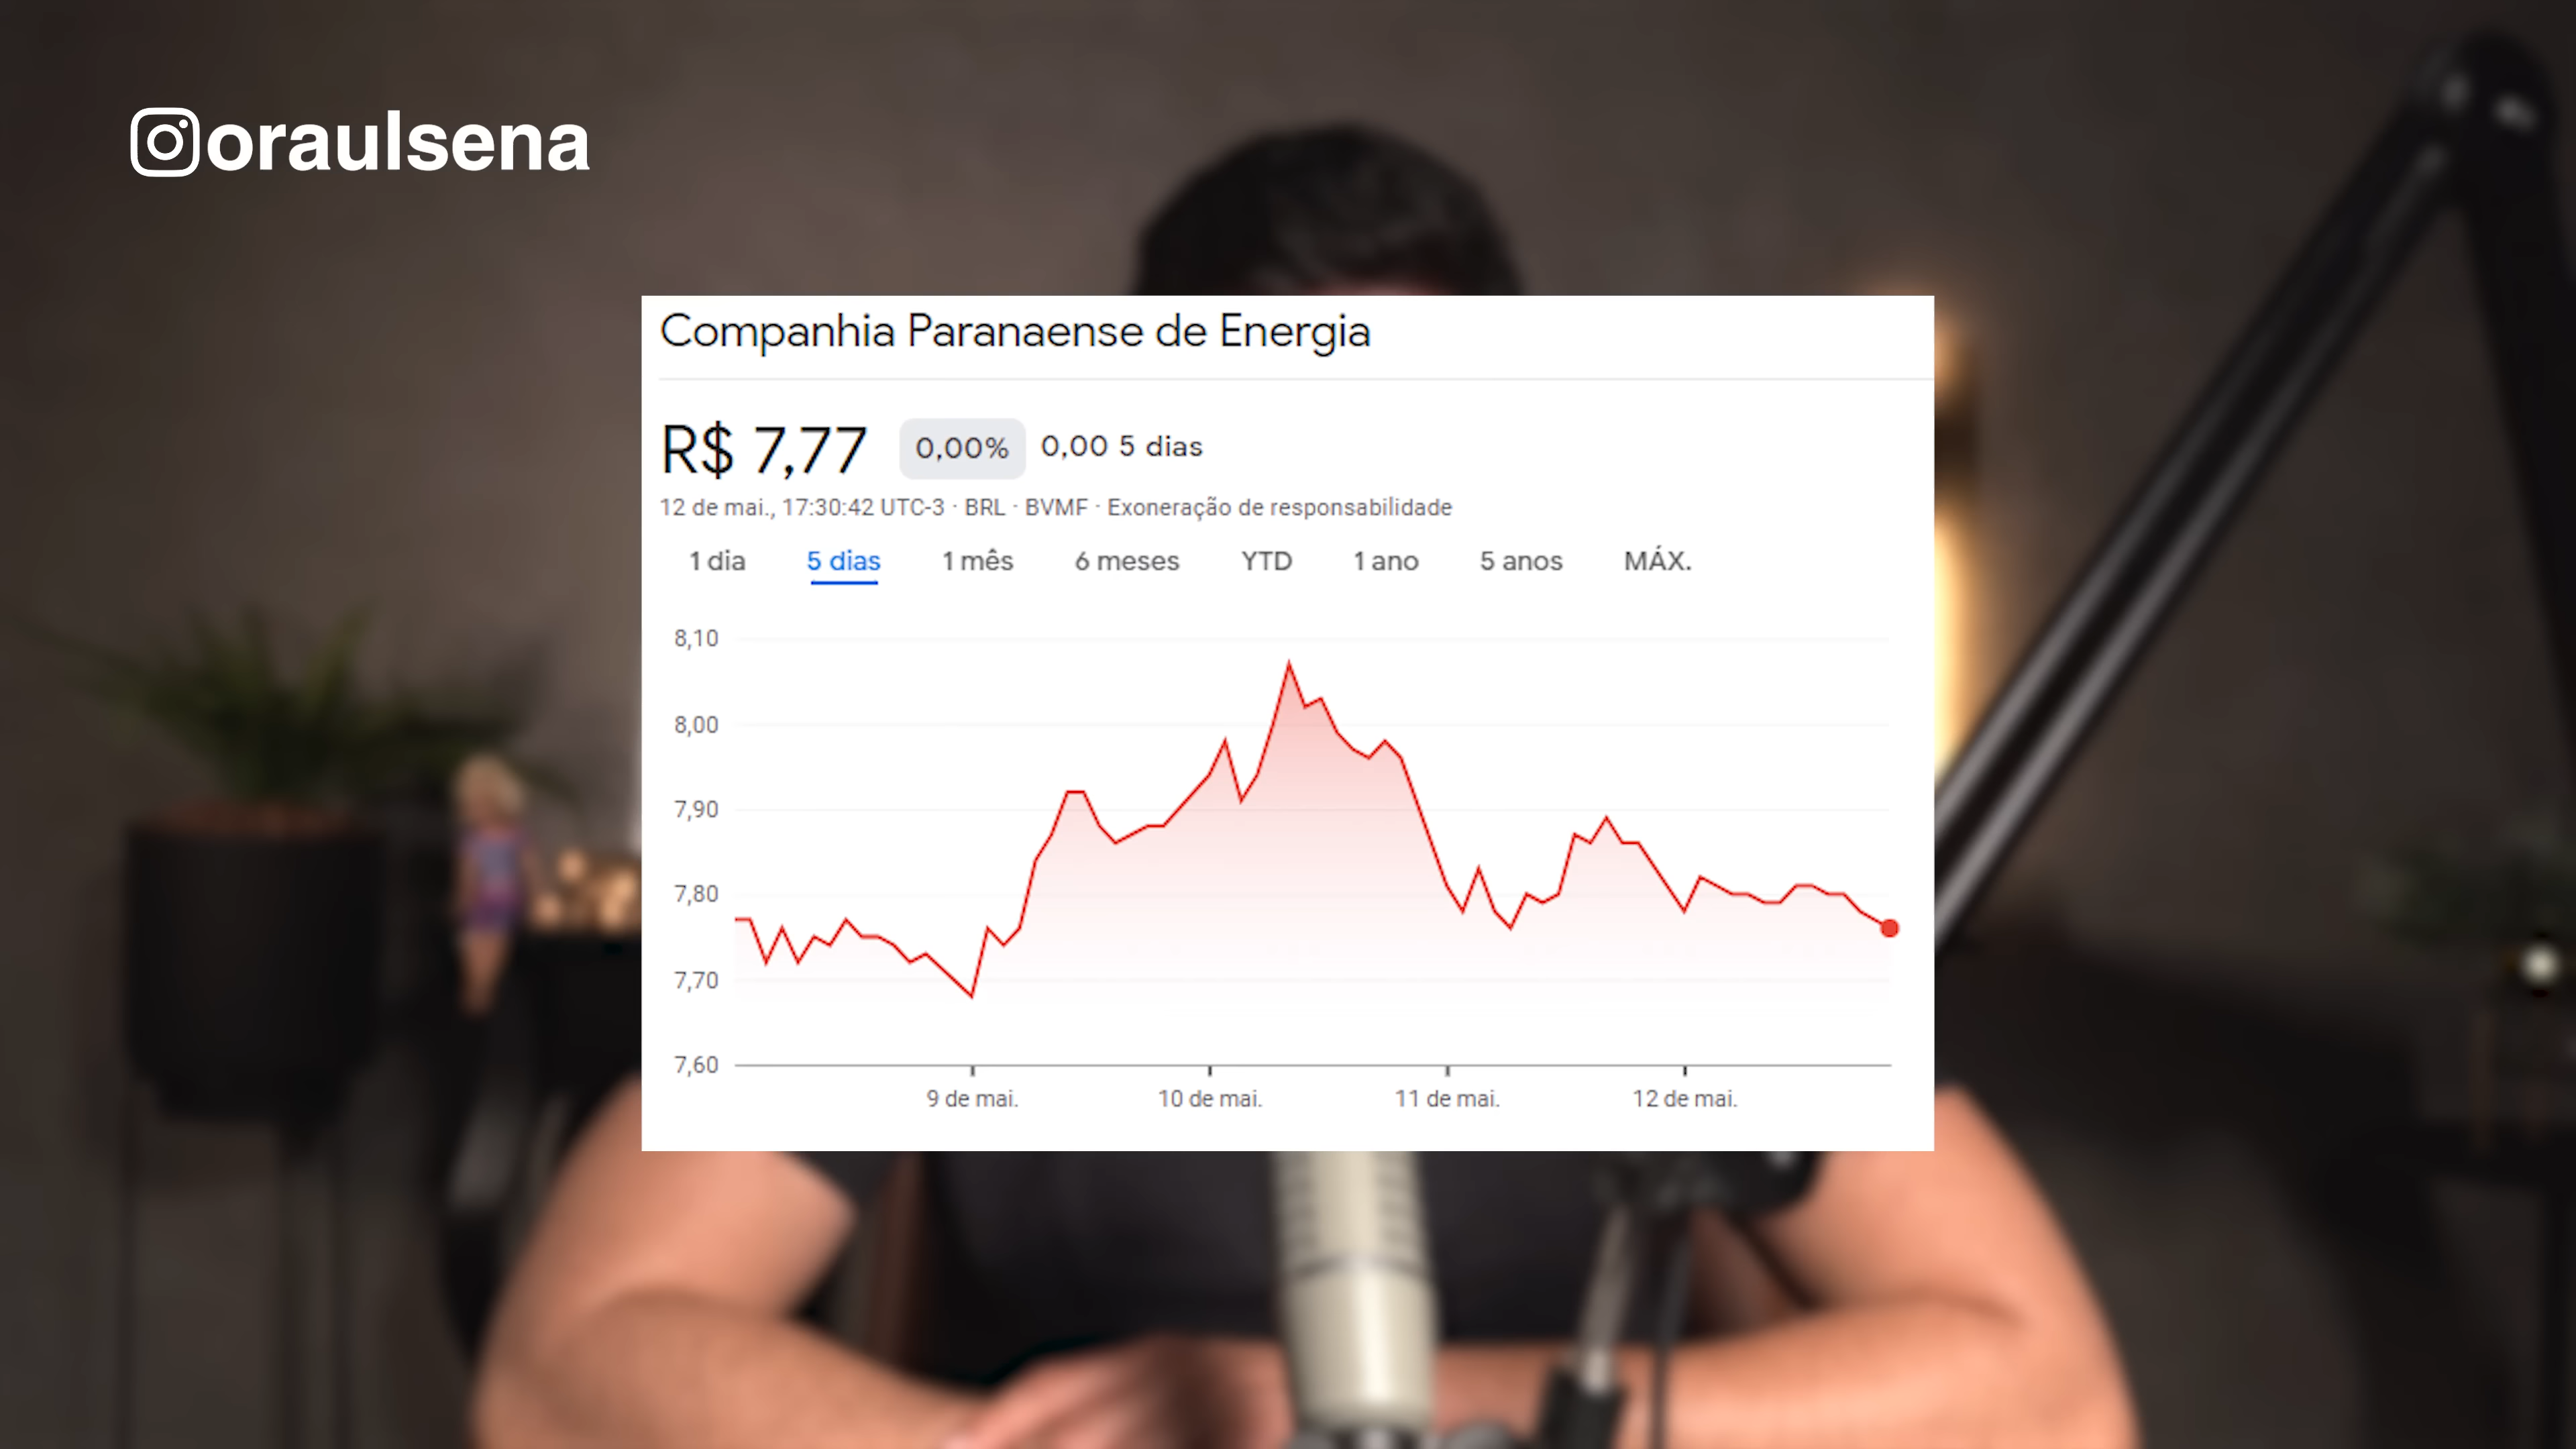 oraulsena
Companhia Paranaense de Energia
R$ 7,77 0,00% 0,00 5 dias
12 de mai., 17:30:42 UTC-3 · BRL · BVMF · Exoneração de responsabilidade
1 dia 5 dias 1 mês 6 meses YTD 1 ano 5 anos MÁX.
8,10
8,00
7,90
7,80
7,70
7,60
9 de mai. 10 de mai. 11 de mai. 12 de mai.